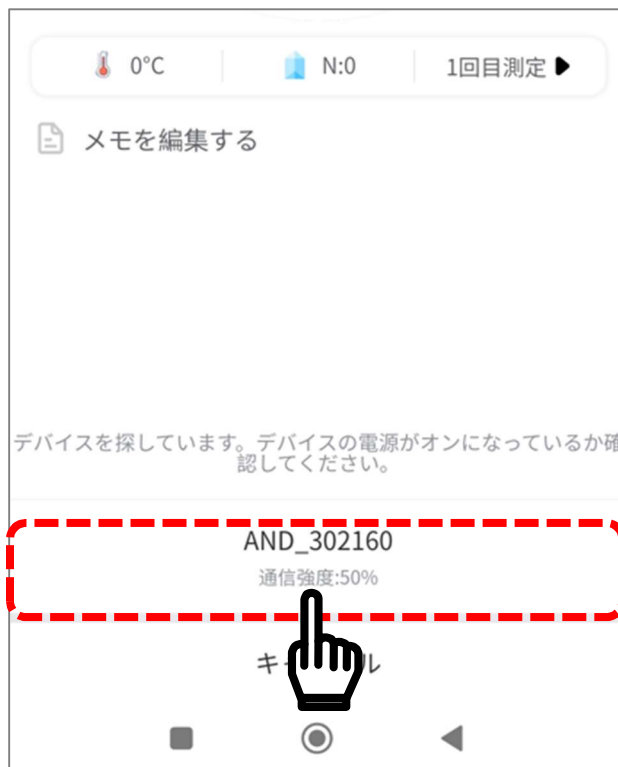 0°C N:0 1回目測定
メモを編集する
デバイスを探しています。デバイスの電源がオンになっているか確
認してください。
AND_302160
通信強度:50%